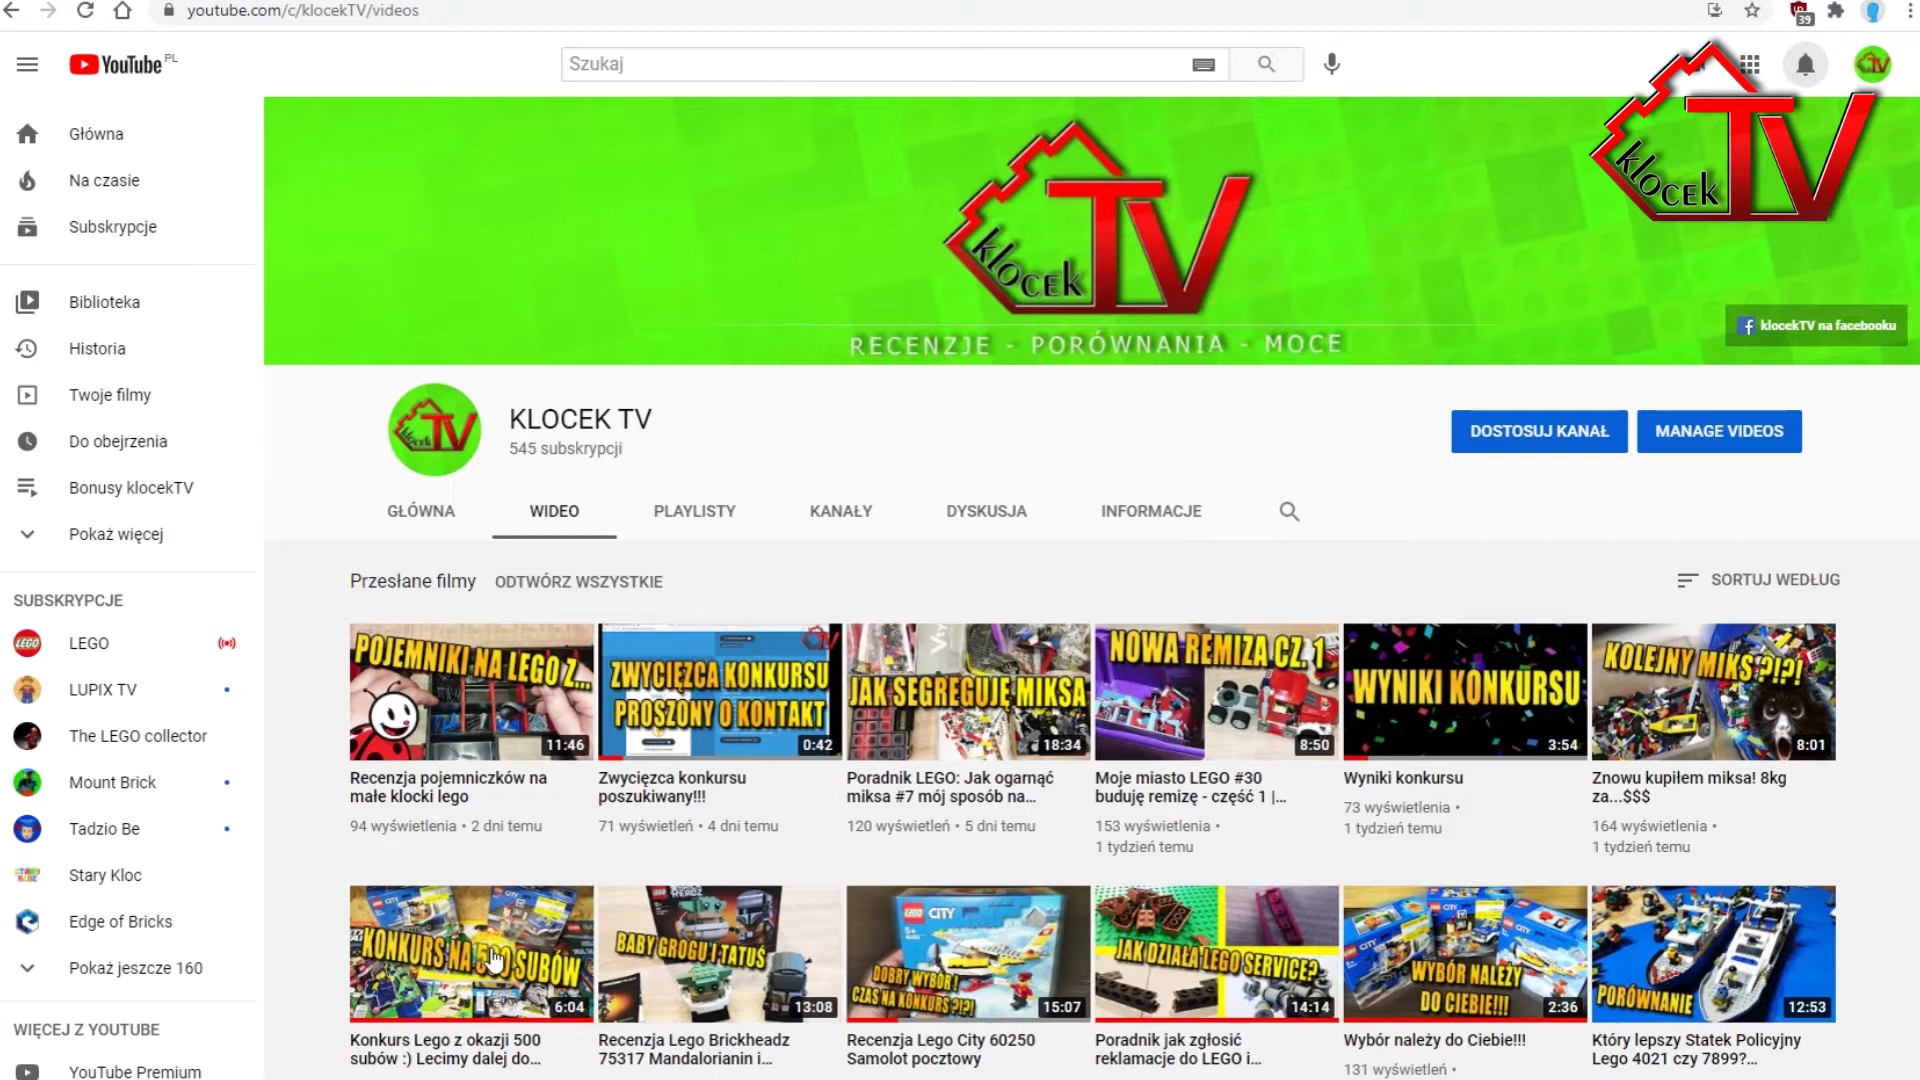 youtube.com/c/klocekTV/videos
39
YouTube PL
Szukaj
klocek TV
Główna
Na czasie
Subskrypcje
Biblioteka
Historia
Twoje filmy
Do obejrzenia
Bonusy klocekTV
Pokaż więcej
SUBSKRYPCJE
LEGO
LUPIX TV
The LEGO collector
Mount Brick
Tadzio Be
Stary Kloc
Edge of Bricks
Pokaż jeszcze 160
WIĘCEJ Z YOUTUBE
YouTube Premium
klocek TV
RECENZJE - PORÓWNANIA - MOCE
klocekTV na facebooku
klocek TV
KLOCEK TV
545 subskrypcji
DOSTOSUJ KANAŁ
MANAGE VIDEOS
GŁÓWNA
WIDEO
PLAYLISTY
KANAŁY
DYSKUSJA
INFORMACJE
Przesłane filmy
ODTWÓRZ WSZYSTKIE
SORTUJ WEDŁUG
POJEMNIKI NA LEGO Z...
11:46
Recenzja pojemniczków na
małe klocki lego
94 wyświetlenia • 2 dni temu
ZWYCIĘZCA KONKURSU
PROSZONY O KONTAKT
0:42
Zwycięzca konkursu
poszukiwany!!!
71 wyświetleń • 4 dni temu
JAK SEGREGUJĘ MIKSA
18:34
Poradnik LEGO: Jak ogarnąć
miksa #7 mój sposób na...
120 wyświetleń • 5 dni temu
NOWA REMIZA CZ. 1
8:50
Moje miasto LEGO #30
buduję remizę - część 1 |...
153 wyświetlenia •
1 tydzień temu
WYNIKI KONKURSU
3:54
Wyniki konkursu
73 wyświetlenia •
1 tydzień temu
KOLEJNY MIKS ?!?!
8:01
Znowu kupiłem miksa! 8kg
za...$$$
164 wyświetlenia •
1 tydzień temu
KONKURS NA 500 SUBÓW
6:04
Konkurs Lego z okazji 500
subów :) Lecimy dalej do...
BABY GROGU I TATUŚ
13:08
Recenzja Lego Brickheadz
75317 Mandalorianin i...
LEGO CITY
5+
DOBRY WYBÓR!
CZAS NA KONKURS ?!?!
15:07
Recenzja Lego City 60250
Samolot pocztowy
JAK DZIAŁA LEGO SERVICE?
14:14
Poradnik jak zgłosić
reklamacje do LEGO i...
CITY
WYBÓR NALEŻY
DO CIEBIE!!!
2:36
Wybór należy do Ciebie!!!
131 wyświetleń •
PORÓWNANIE
12:53
Który lepszy Statek Policyjny
Lego 4021 czy 7899?...